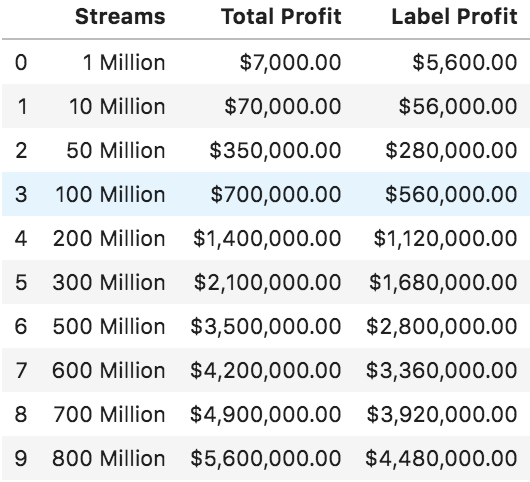 Streams Total Profit Label Profit
0 1 Million $7,000.00 $5,600.00
1 10 Million $70,000.00 $56,000.00
2 50 Million $350,000.00 $280,000.00
3 100 Million $700,000.00 $560,000.00
4 200 Million $1,400,000.00 $1,120,000.00
5 300 Million $2,100,000.00 $1,680,000.00
6 500 Million $3,500,000.00 $2,800,000.00
7 600 Million $4,200,000.00 $3,360,000.00
8 700 Million $4,900,000.00 $3,920,000.00
9 800 Million $5,600,000.00 $4,480,000.00